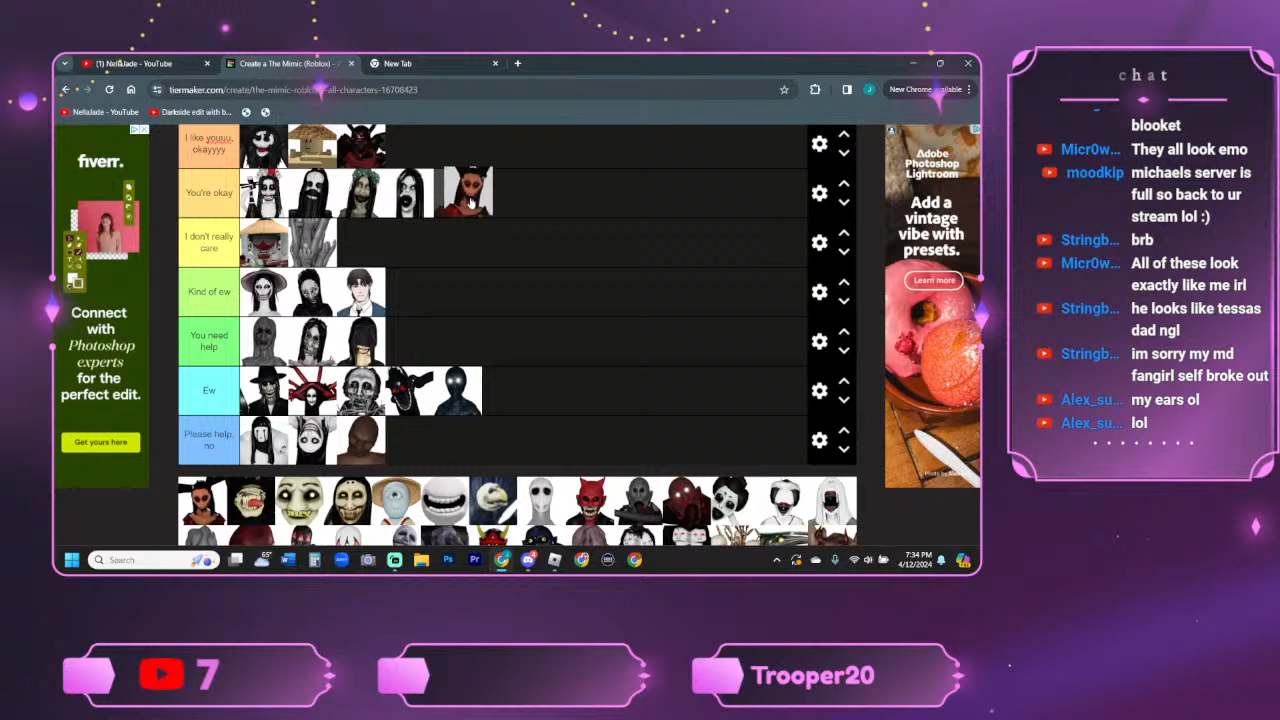 (1) NellaJade - YouTube
Create a The Mimic (Roblox) -
New Tab
tiermaker.com/create/the-mimic-roblox-all-characters-16708423
New Chrome available
NellaJade - YouTube
Darkside edit with b...
fiverr.
Connect
with
Photoshop
experts
for the
perfect edit.
Get yours here
I like youuu,
okayyyy
You're okay
I don't really
care
Kind of ew
You need
help
Ew
Please help,
no
Adobe
Photoshop
Lightroom
Add a
vintage
vibe with
presets.
Learn more
Photo by
Search
65°
7:34 PM
4/12/2024
chat
blooket
Micr0w... They all look emo
moodkip michaels server is
full so back to ur
stream lol :)
Stringb... brb
Micr0w... All of these look
exactly like me irl
Stringb... he looks like tessas
dad ngl
Stringb... im sorry my md
fangirl self broke out
Alex_su... my ears ol
Alex_su... lol
7
Trooper20